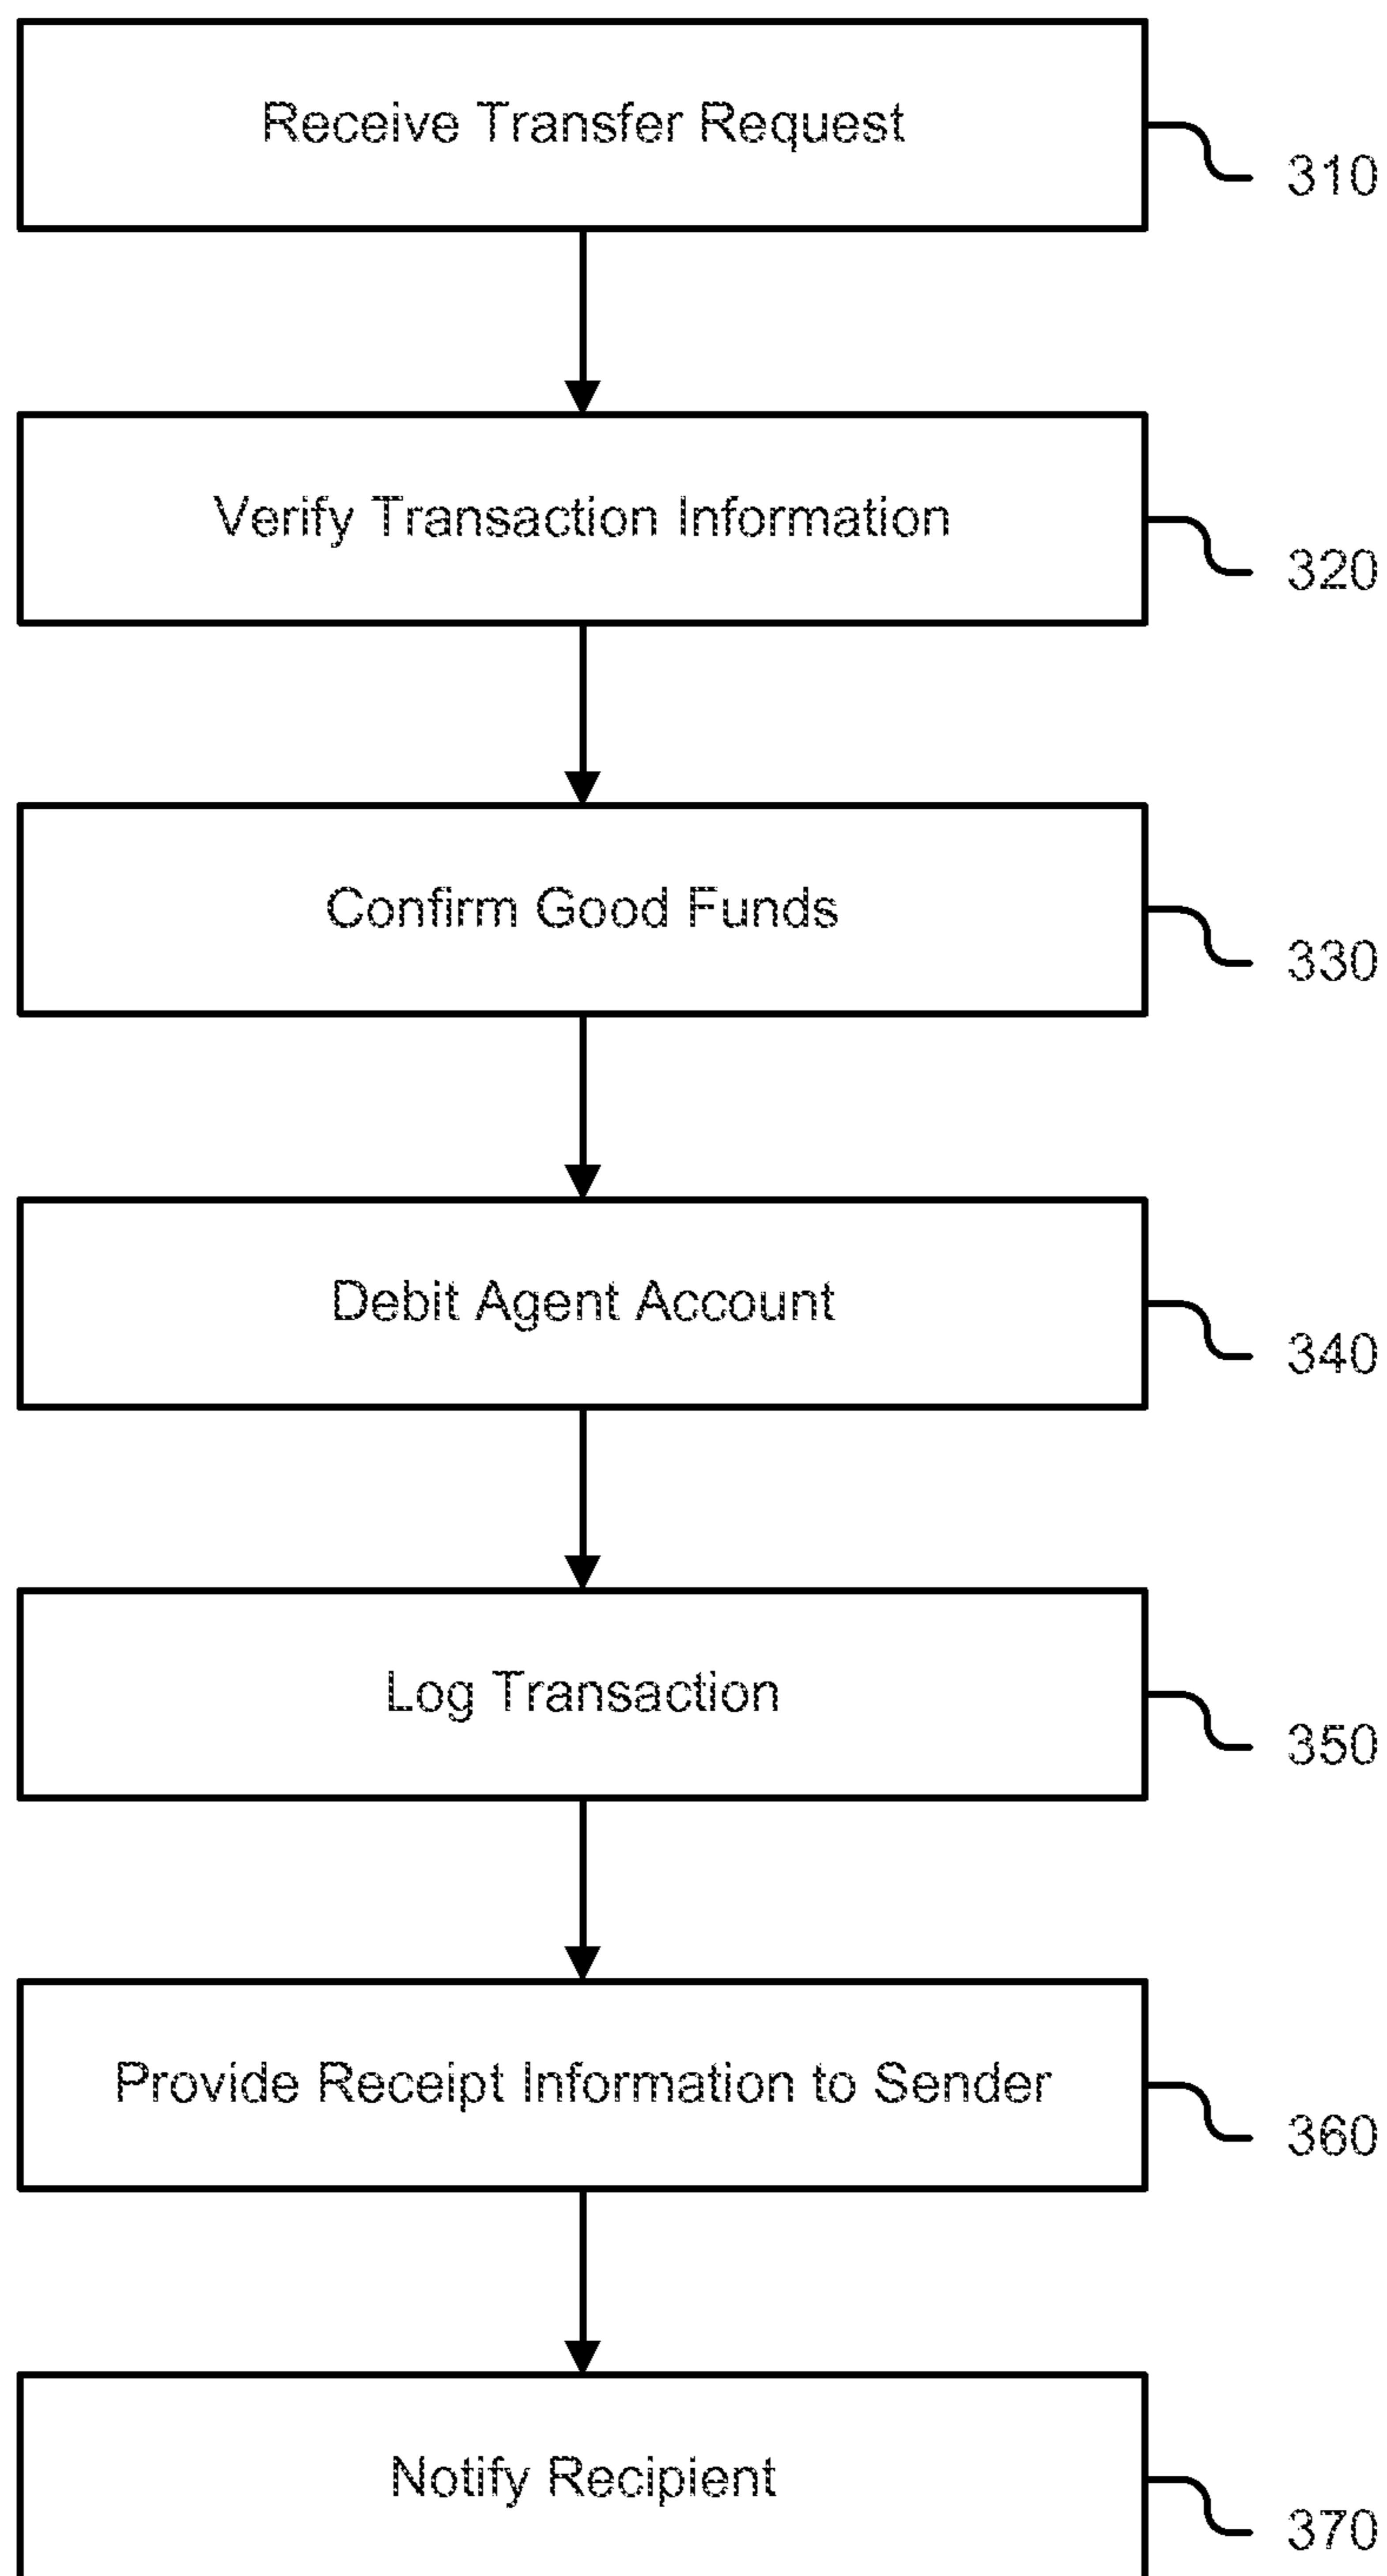 Receive Transfer Request
310
Verify Transaction Information
320
Confirm Good Funds
330
Debit Agent Account
340
Log Transaction
350
Provide Receipt Information to Sender
360
Notify Recipient
370